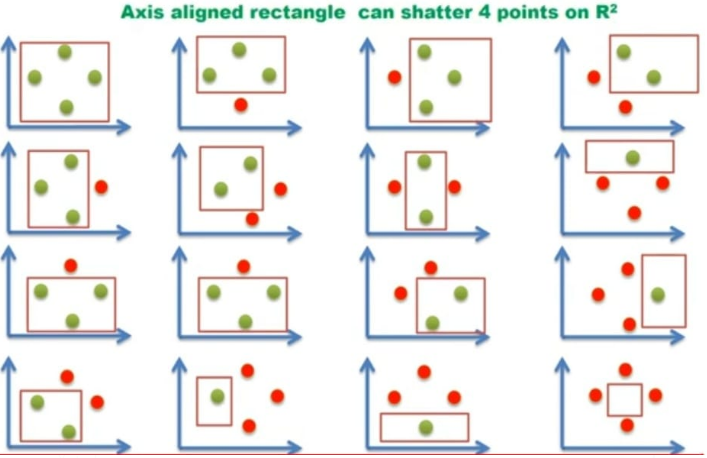 Axis aligned rectangle can shatter 4 points on R²